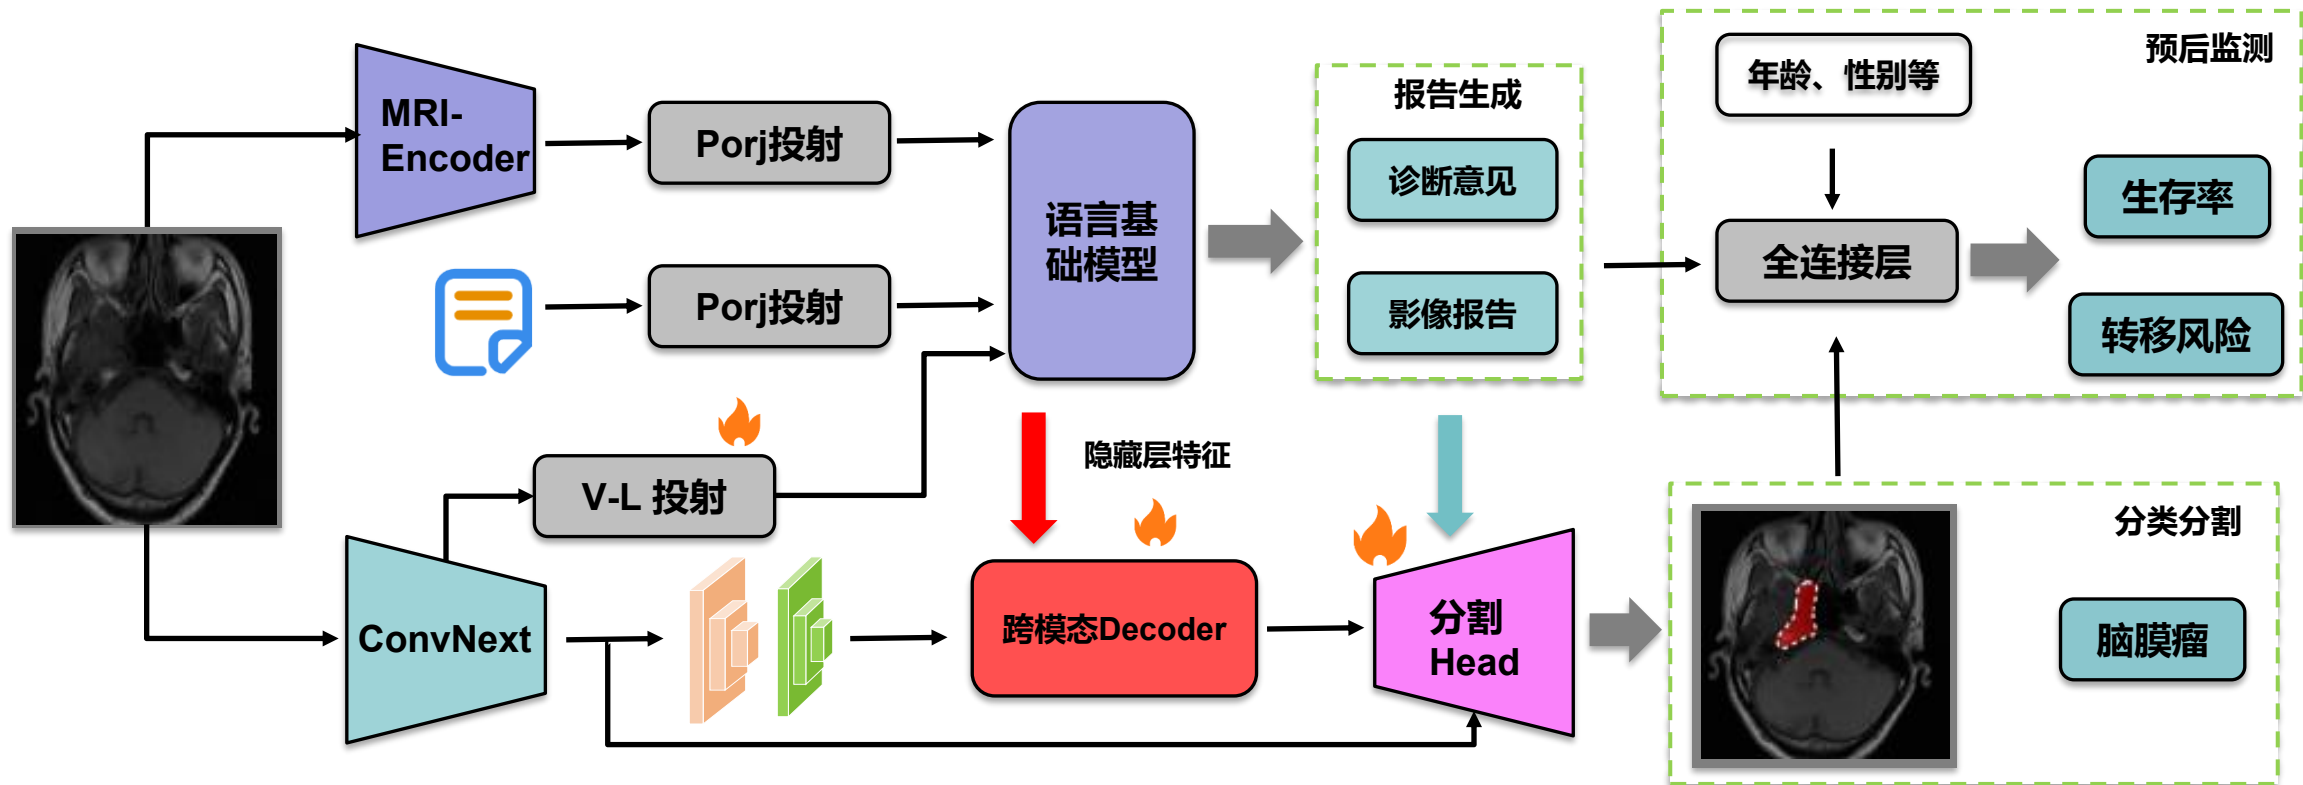 MRI-
Encoder
Porj投射
Porj投射
语言基
础模型
报告生成
诊断意见
影像报告
年龄、性别等
预后监测
全连接层
生存率
转移风险
V-L 投射
隐藏层特征
ConvNext
跨模态Decoder
分割
Head
分类分割
脑膜瘤